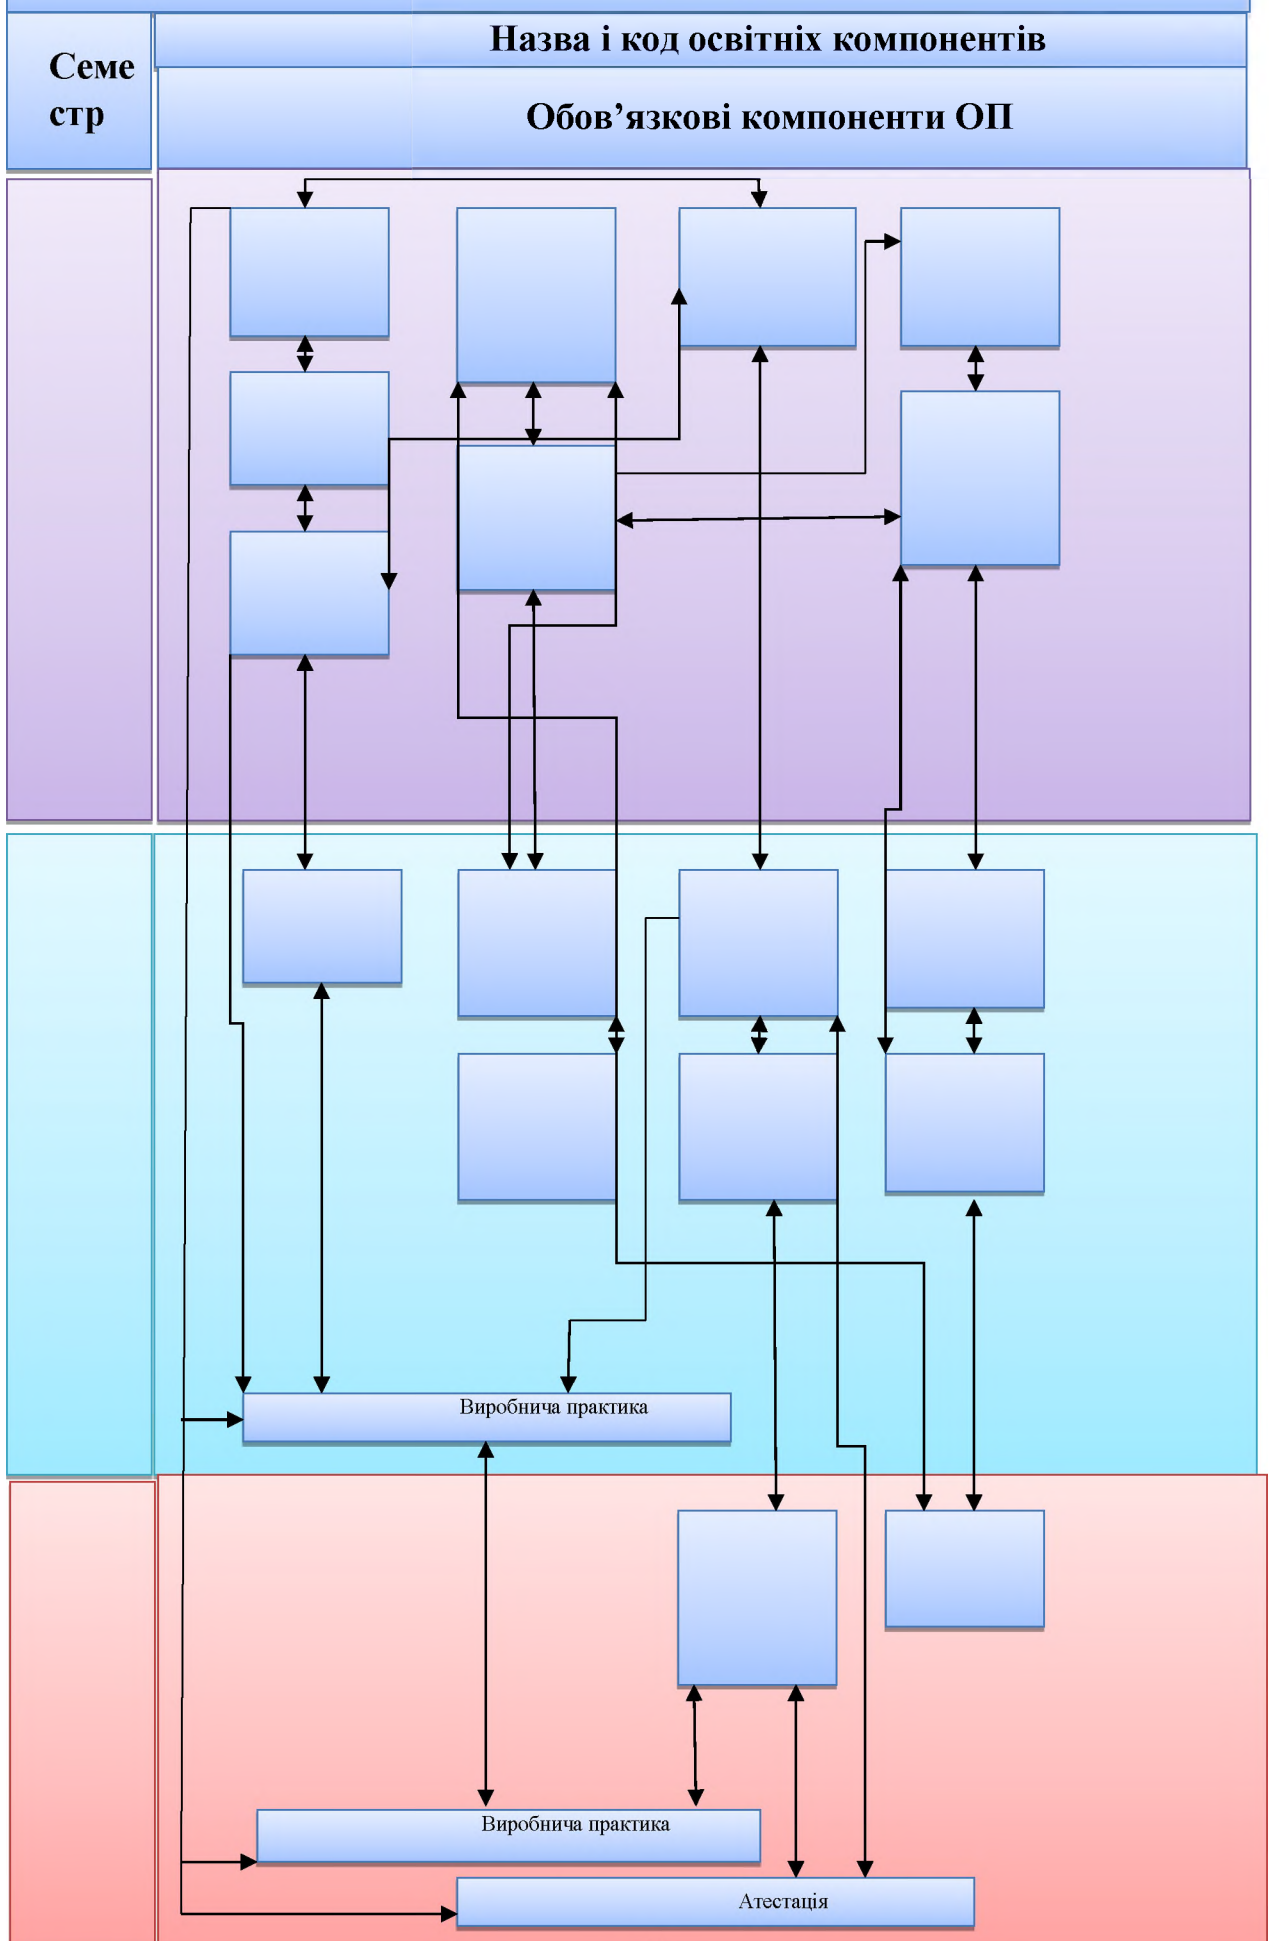 Назва і код освітніх компонентів
Семе
стр
Обов’язкові компоненти ОП
Виробнича практика
Виробнича практика
Атестація